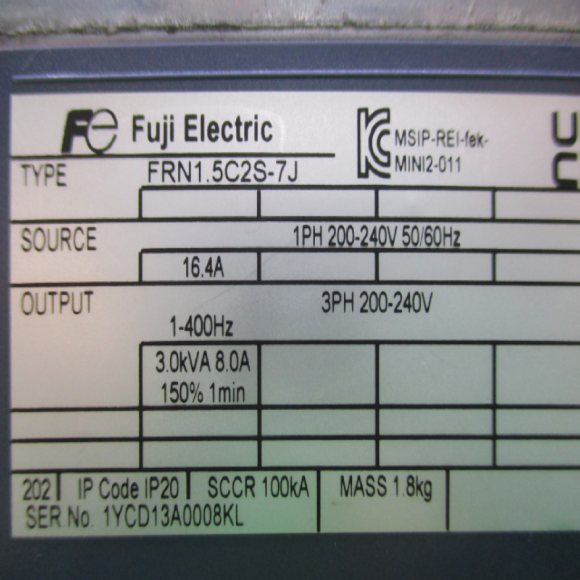 Fe Fuji Electric
MSIP-REI-fek-
MINI2-011
TYPE FRN1.5C2S-7J
SOURCE 1PH 200-240V 50/60Hz
16.4A
OUTPUT 3PH 200-240V
1-400Hz
3.0kVA 8.0A
150% 1min
202 IP Code IP20 SCCR 100kA MASS 1.8kg
SER.No. 1YCD13A0008KL